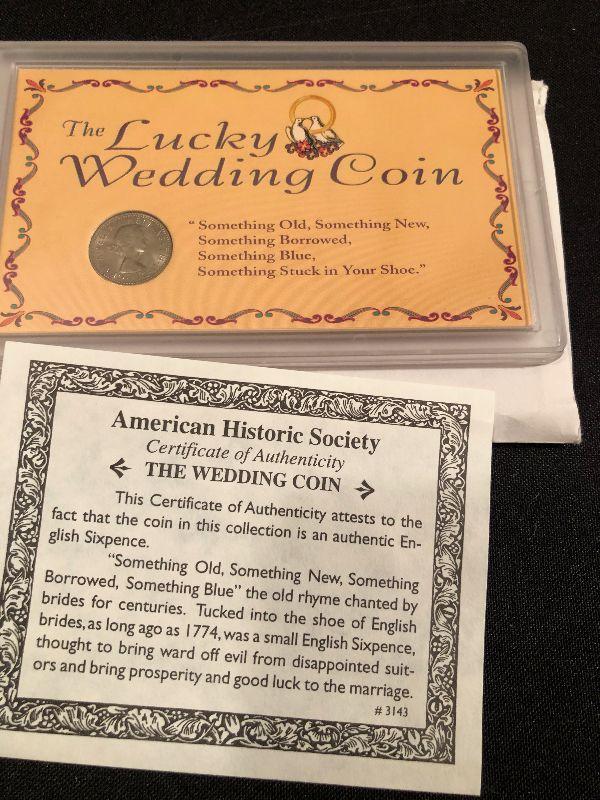 The Lucky
Wedding Coin
"Something Old, Something New,
Something Borrowed,
Something Blue,
Something Stuck in Your Shoe."
American Historic Society
Certificate of Authenticity
THE WEDDING COIN
This Certificate of Authenticity attests to the
fact that the coin in this collection is an authentic En-
glish Sixpence.
"Something Old, Something New, Something
Borrowed, Something Blue" the old rhyme chanted by
brides for centuries. Tucked into the shoe of English
brides, as long ago as 1774, was a small English Sixpence,
thought to bring ward off evil from disappointed suit-
ors and bring prosperity and good luck to the marriage.
# 3143